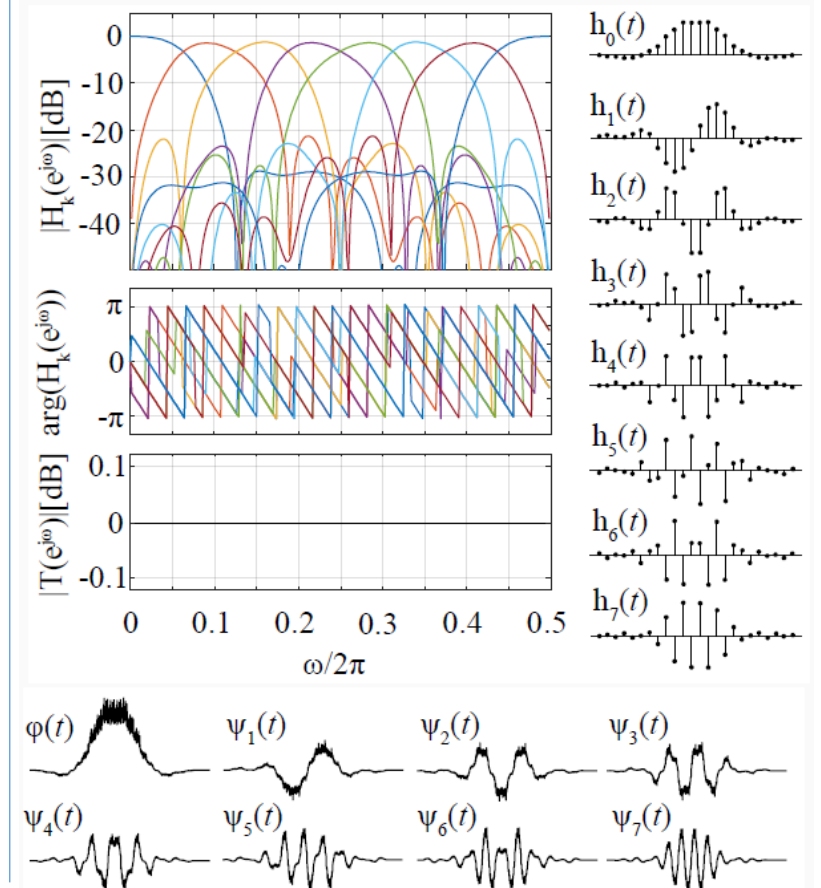 0
-10
-20
-30
-40
|H_k(e^{jω})|[dB]
h_0(t)
h_1(t)
h_2(t)
h_3(t)
h_4(t)
h_5(t)
h_6(t)
h_7(t)
π
0
-π
arg(H_k(e^{jω}))
0.1
0
-0.1
|T(e^{jω})|[dB]
0 0.1 0.2 0.3 0.4 0.5
ω/2π
φ(t) ψ_1(t) ψ_2(t) ψ_3(t)
ψ_4(t) ψ_5(t) ψ_6(t) ψ_7(t)